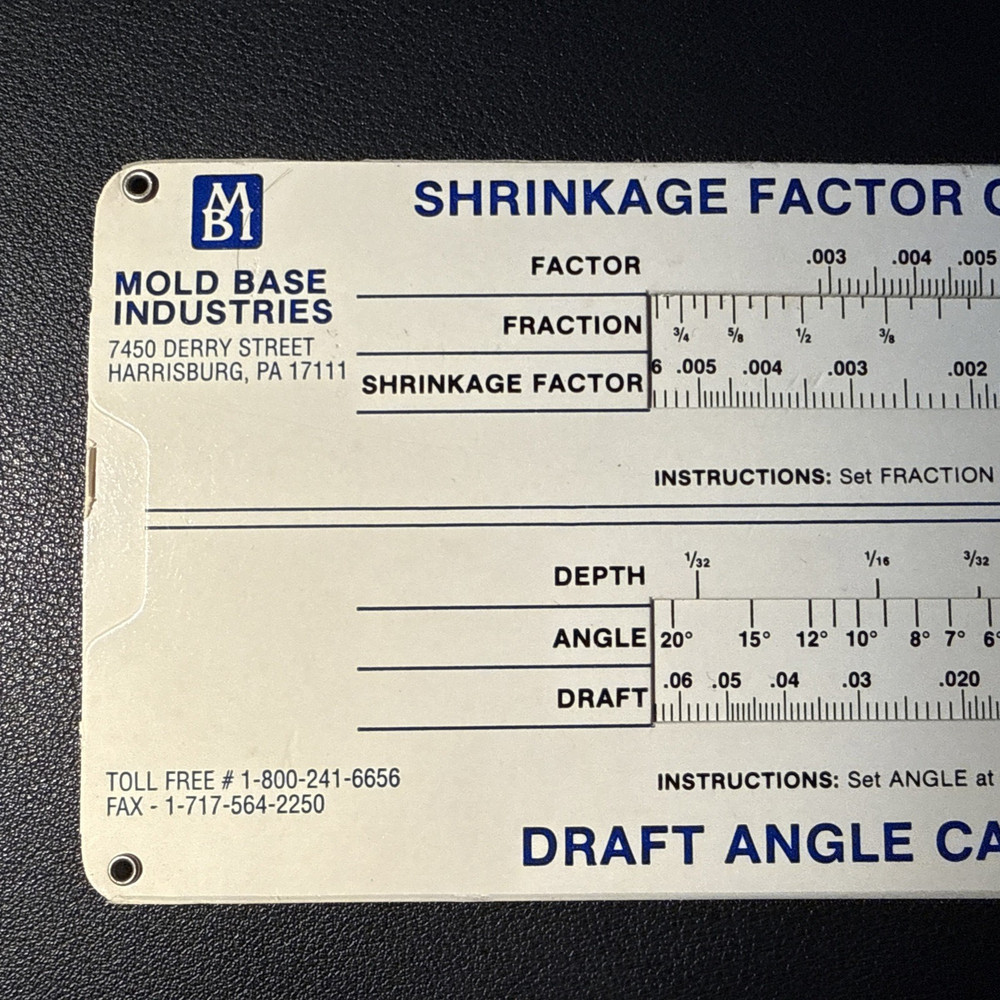 MBI
SHRINKAGE FACTOR
MOLD BASE
INDUSTRIES
7450 DERRY STREET
HARRISBURG, PA 17111
FACTOR .003 .004 .005
FRACTION 3/4 5/8 1/2 3/8
SHRINKAGE FACTOR 6 .005 .004 .003 .002
INSTRUCTIONS: Set FRACTION
DEPTH 1/32 1/16 3/32
ANGLE 20° 15° 12° 10° 8° 7° 6°
DRAFT .06 .05 .04 .03 .020
TOLL FREE # 1-800-241-6656
FAX - 1-717-564-2250
INSTRUCTIONS: Set ANGLE at
DRAFT ANGLE CA